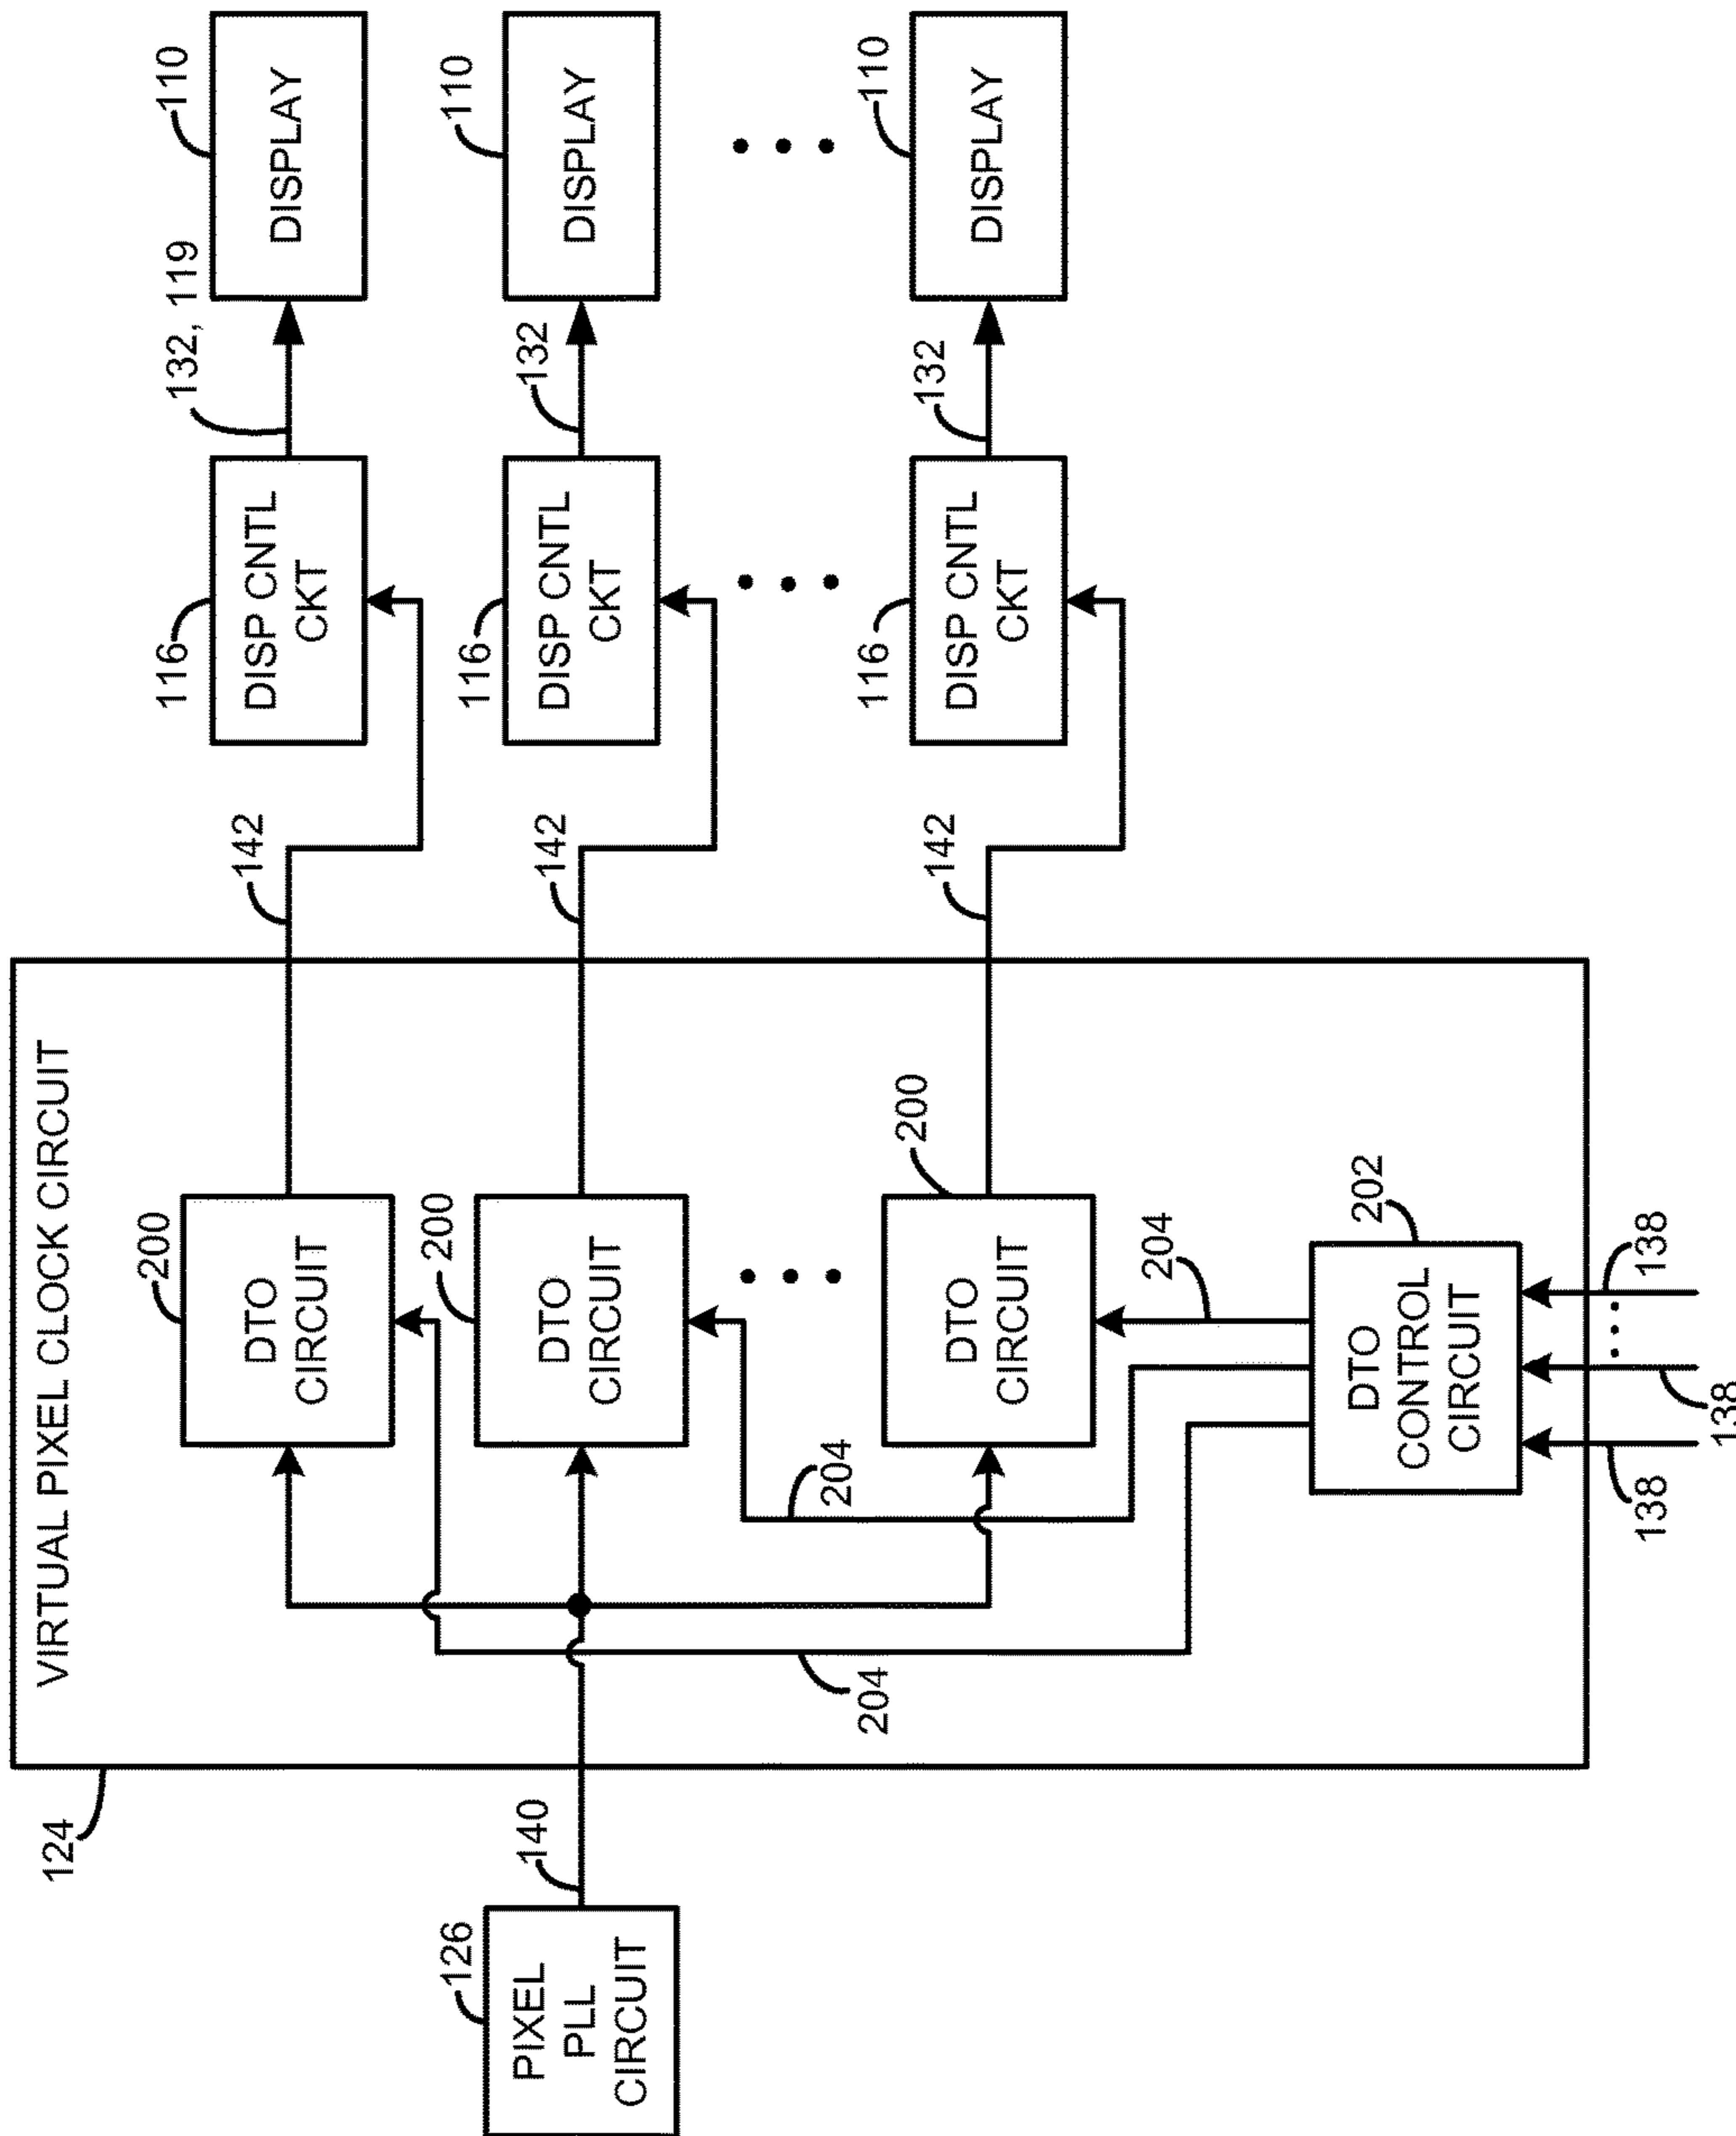 VIRTUAL PIXEL CLOCK CIRCUIT
124
126
PIXEL
PLL
CIRCUIT
140
200
DTO
CIRCUIT
142
116
DISP CNTL
CKT
132, 119
110
DISPLAY
200
DTO
CIRCUIT
142
116
DISP CNTL
CKT
132
110
DISPLAY
200
DTO
CIRCUIT
142
116
DISP CNTL
CKT
132
110
DISPLAY
204
204
204
202
DTO
CONTROL
CIRCUIT
138
138
138